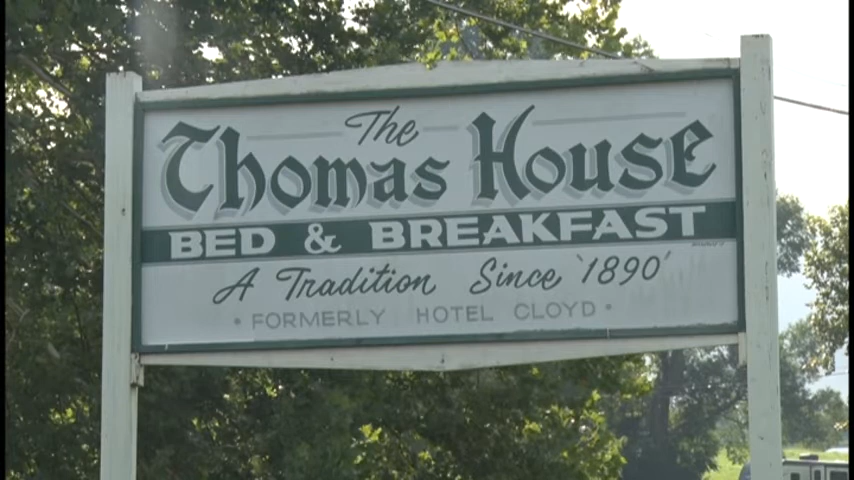 The
Thomas House
BED & BREAKFAST
A Tradition Since '1890'
• FORMERLY HOTEL CLOYD •